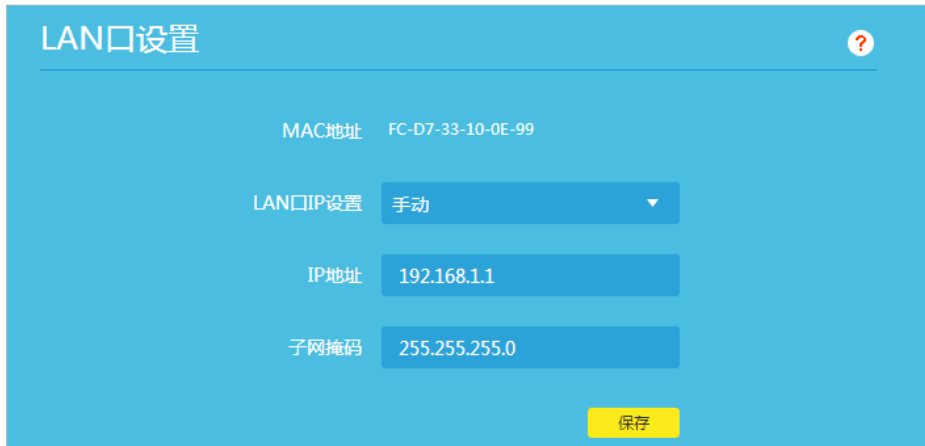 LAN口设置
?
MAC地址 FC-D7-33-10-0E-99
LAN口IP设置 手动
IP地址 192.168.1.1
子网掩码 255.255.255.0
保存